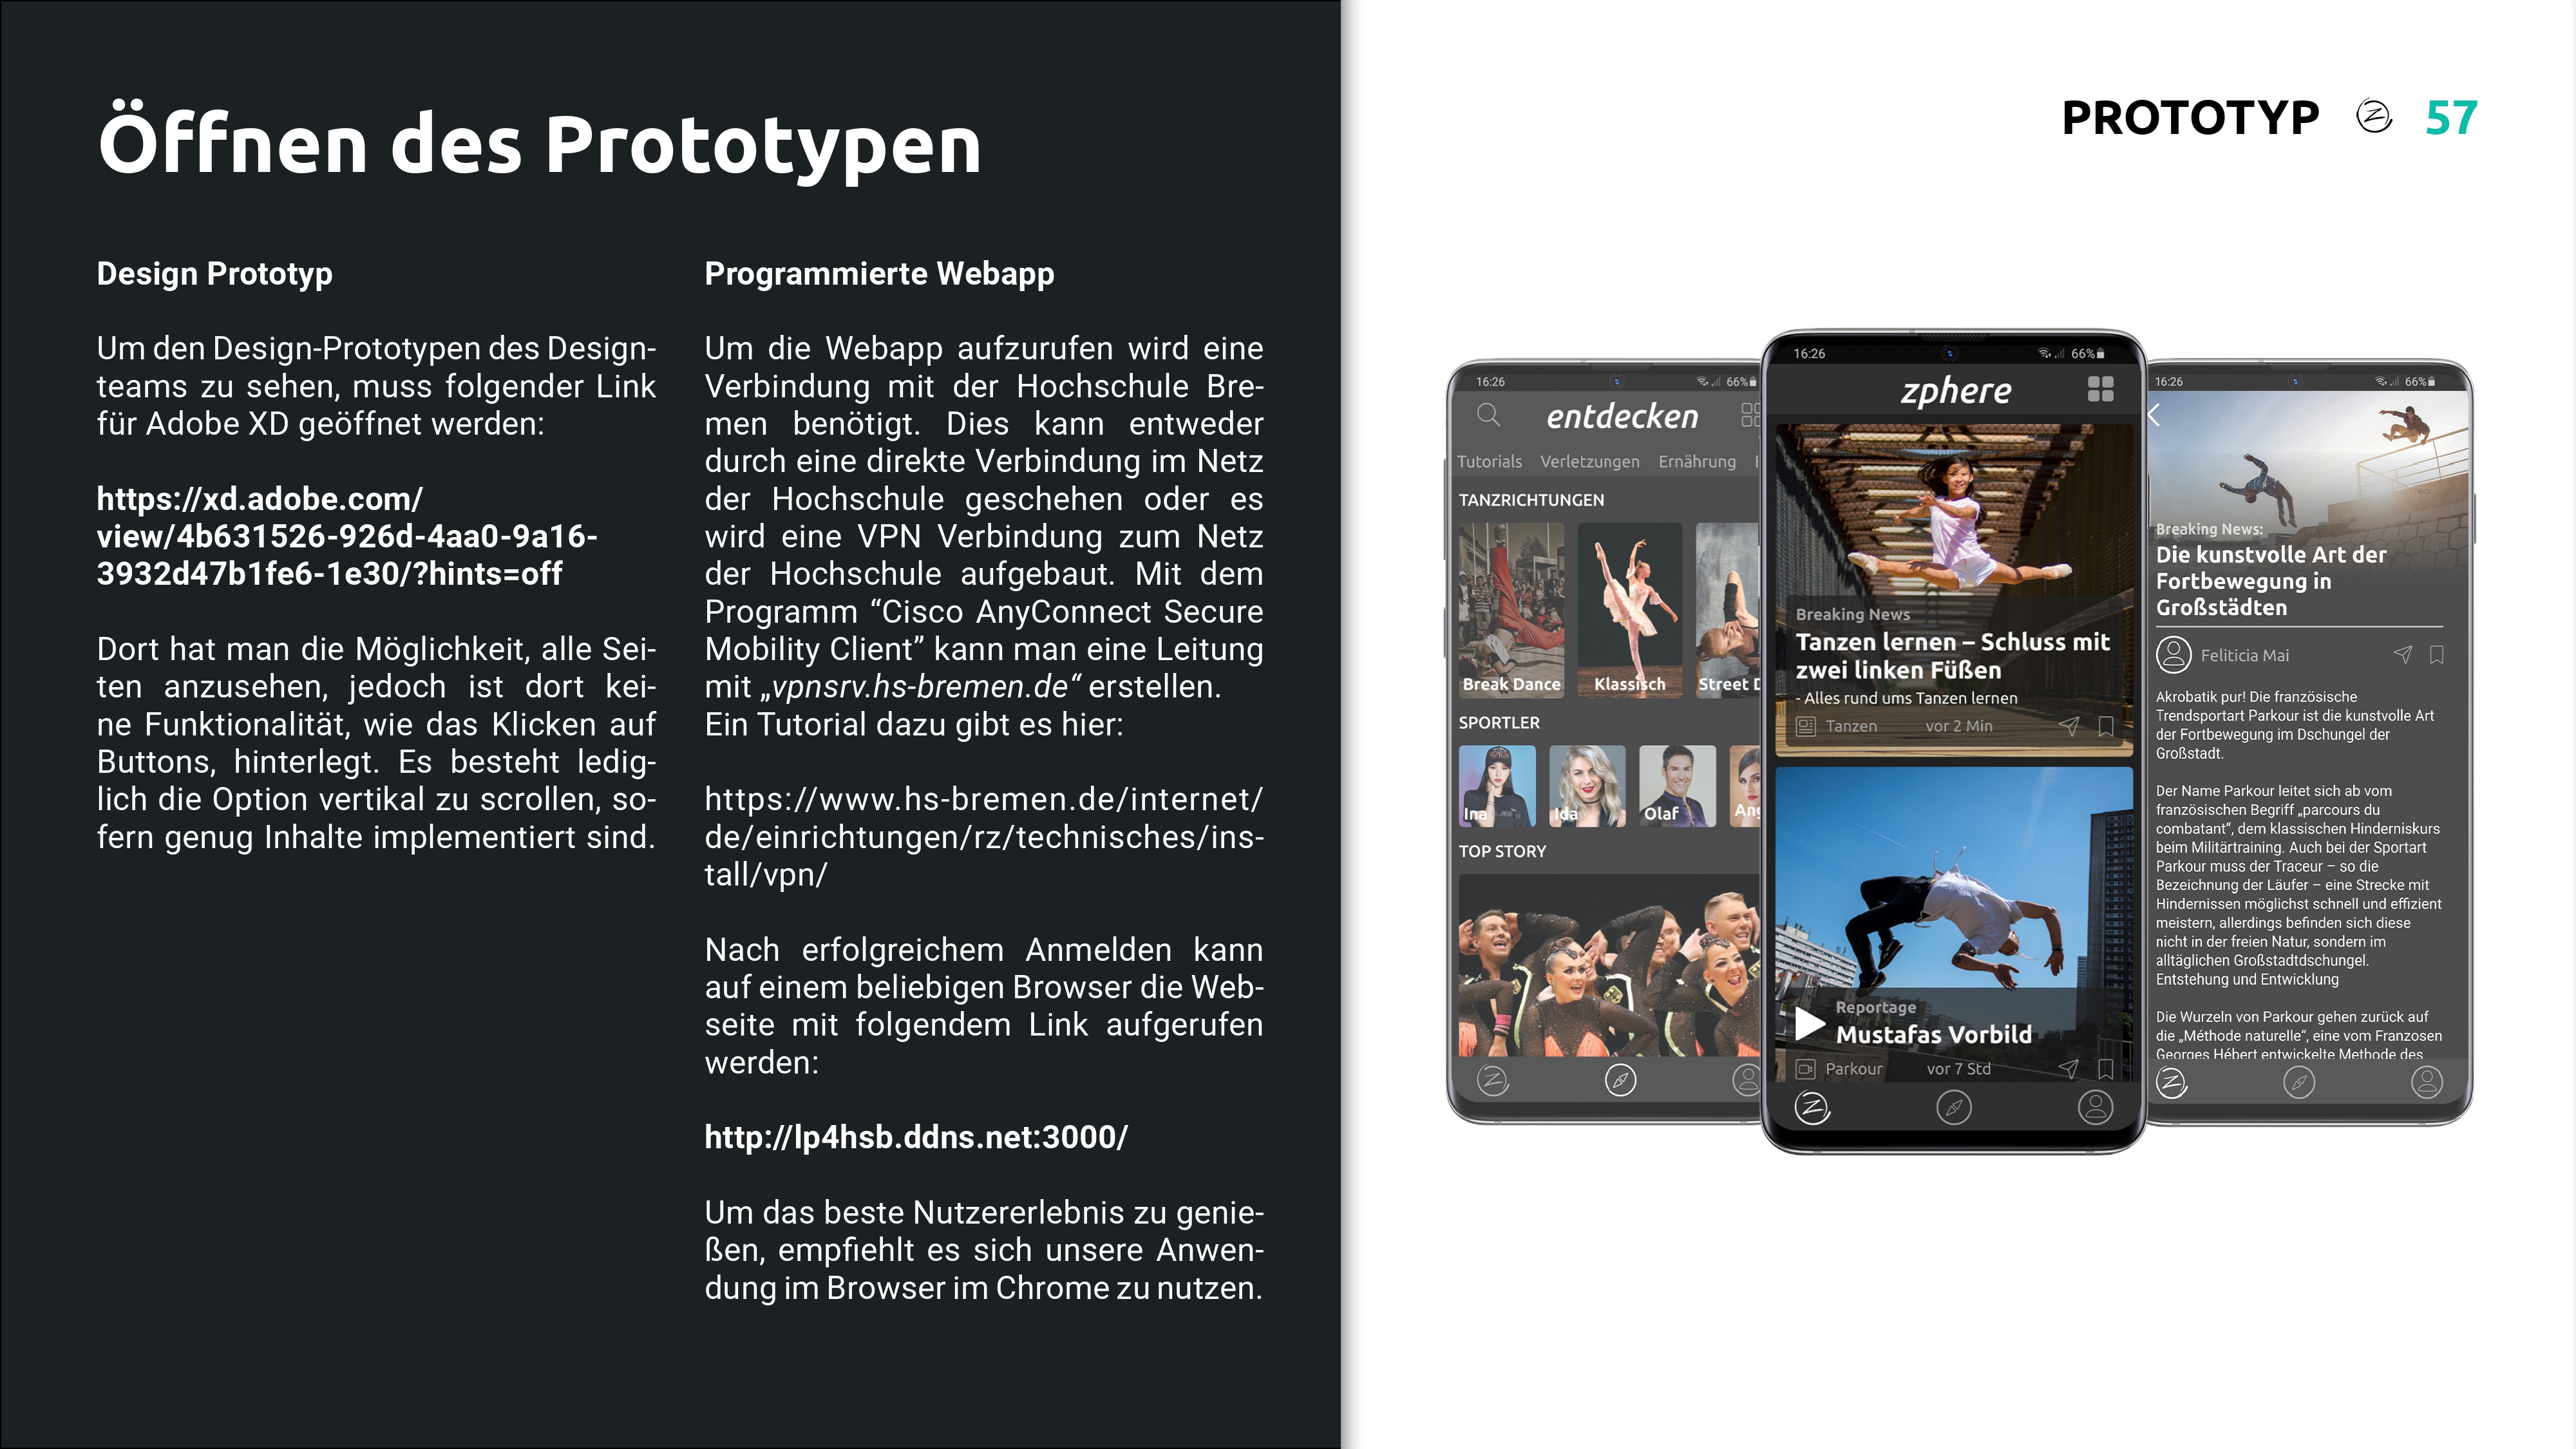 Öffnen des Prototypen
Design Prototyp
Um den Design-Prototypen des Design-
teams zu sehen, muss folgender Link
für Adobe XD geöffnet werden:
https://xd.adobe.com/
view/4b631526-926d-4aa0-9a16-
3932d47b1fe6-1e30/?hints=off
Dort hat man die Möglichkeit, alle Sei-
ten anzusehen, jedoch ist dort kei-
ne Funktionalität, wie das Klicken auf
Buttons, hinterlegt. Es besteht ledig-
lich die Option vertikal zu scrollen, so-
fern genug Inhalte implementiert sind.
Programmierte Webapp
Um die Webapp aufzurufen wird eine
Verbindung mit der Hochschule Bre-
men benötigt. Dies kann entweder
durch eine direkte Verbindung im Netz
der Hochschule geschehen oder es
wird eine VPN Verbindung zum Netz
der Hochschule aufgebaut. Mit dem
Programm “Cisco AnyConnect Secure
Mobility Client” kann man eine Leitung
mit „vpnsrv.hs-bremen.de“ erstellen.
Ein Tutorial dazu gibt es hier:
https://www.hs-bremen.de/internet/
de/einrichtungen/rz/technisches/ins-
tall/vpn/
Nach erfolgreichem Anmelden kann
auf einem beliebigen Browser die Web-
seite mit folgendem Link aufgerufen
werden:
http://lp4hsb.ddns.net:3000/
Um das beste Nutzererlebnis zu genie-
ßen, empfiehlt es sich unsere Anwen-
dung im Browser im Chrome zu nutzen.
PROTOTYP Z 57
16:26 66%
entdecken
Tutorials Verletzungen Ernährung
TANZRICHTUNGEN
Break Dance Klassisch Street D
SPORTLER
Ina Ida Olaf Ang
TOP STORY
16:26 66%
zphere
Breaking News
Tanzen lernen – Schluss mit
zwei linken Füßen
- Alles rund ums Tanzen lernen
Tanzen vor 2 Min
Reportage
Mustafas Vorbild
Parkour vor 7 Std
16:26 66%
Breaking News:
Die kunstvolle Art der
Fortbewegung in
Großstädten
Feliticia Mai
Akrobatik pur! Die französische
Trendsportart Parkour ist die kunstvolle Art
der Fortbewegung im Dschungel der
Großstadt.
Der Name Parkour leitet sich ab vom
französischen Begriff „parcours du
combatant“, dem klassischen Hinderniskurs
beim Militärtraining. Auch bei der Sportart
Parkour muss der Traceur – so die
Bezeichnung der Läufer – eine Strecke mit
Hindernissen möglichst schnell und effizient
meistern, allerdings befinden sich diese
nicht in der freien Natur, sondern im
alltäglichen Großstadtdschungel.
Entstehung und Entwicklung
Die Wurzeln von Parkour gehen zurück auf
die „Méthode naturelle“, eine vom Franzosen
Georges Hébert entwickelte Methode des